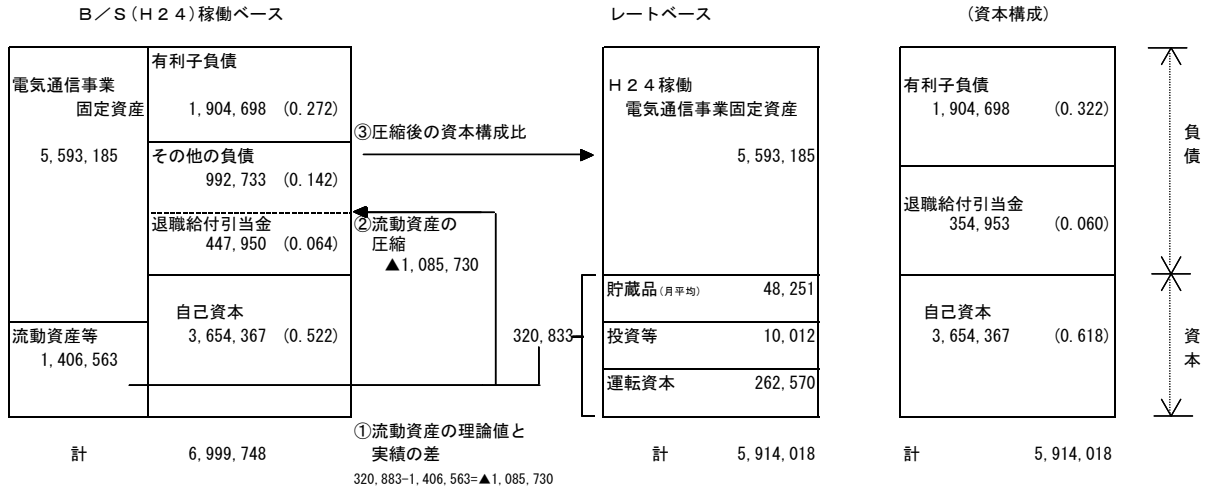 Ｂ／Ｓ（Ｈ２４）稼働ベース
有利子負債
電気通信事業
固定資産
1,904,698 (0.272)
5,593,185
その他の負債
992,733 (0.142)
退職給付引当金
447,950 (0.064)
自己資本
3,654,367 (0.522)
流動資産等
1,406,563
計 6,999,748
③圧縮後の資本構成比
②流動資産の
圧縮
▲1,085,730
320,833
①流動資産の理論値と
実績の差
320,883-1,406,563=▲1,085,730
レートベース
Ｈ２４稼働
電気通信事業固定資産
5,593,185
貯蔵品(月平均) 48,251
投資等 10,012
運転資本 262,570
計 5,914,018
(資本構成)
有利子負債
1,904,698 (0.322)
退職給付引当金
354,953 (0.060)
自己資本
3,654,367 (0.618)
計 5,914,018
負
債
資
本